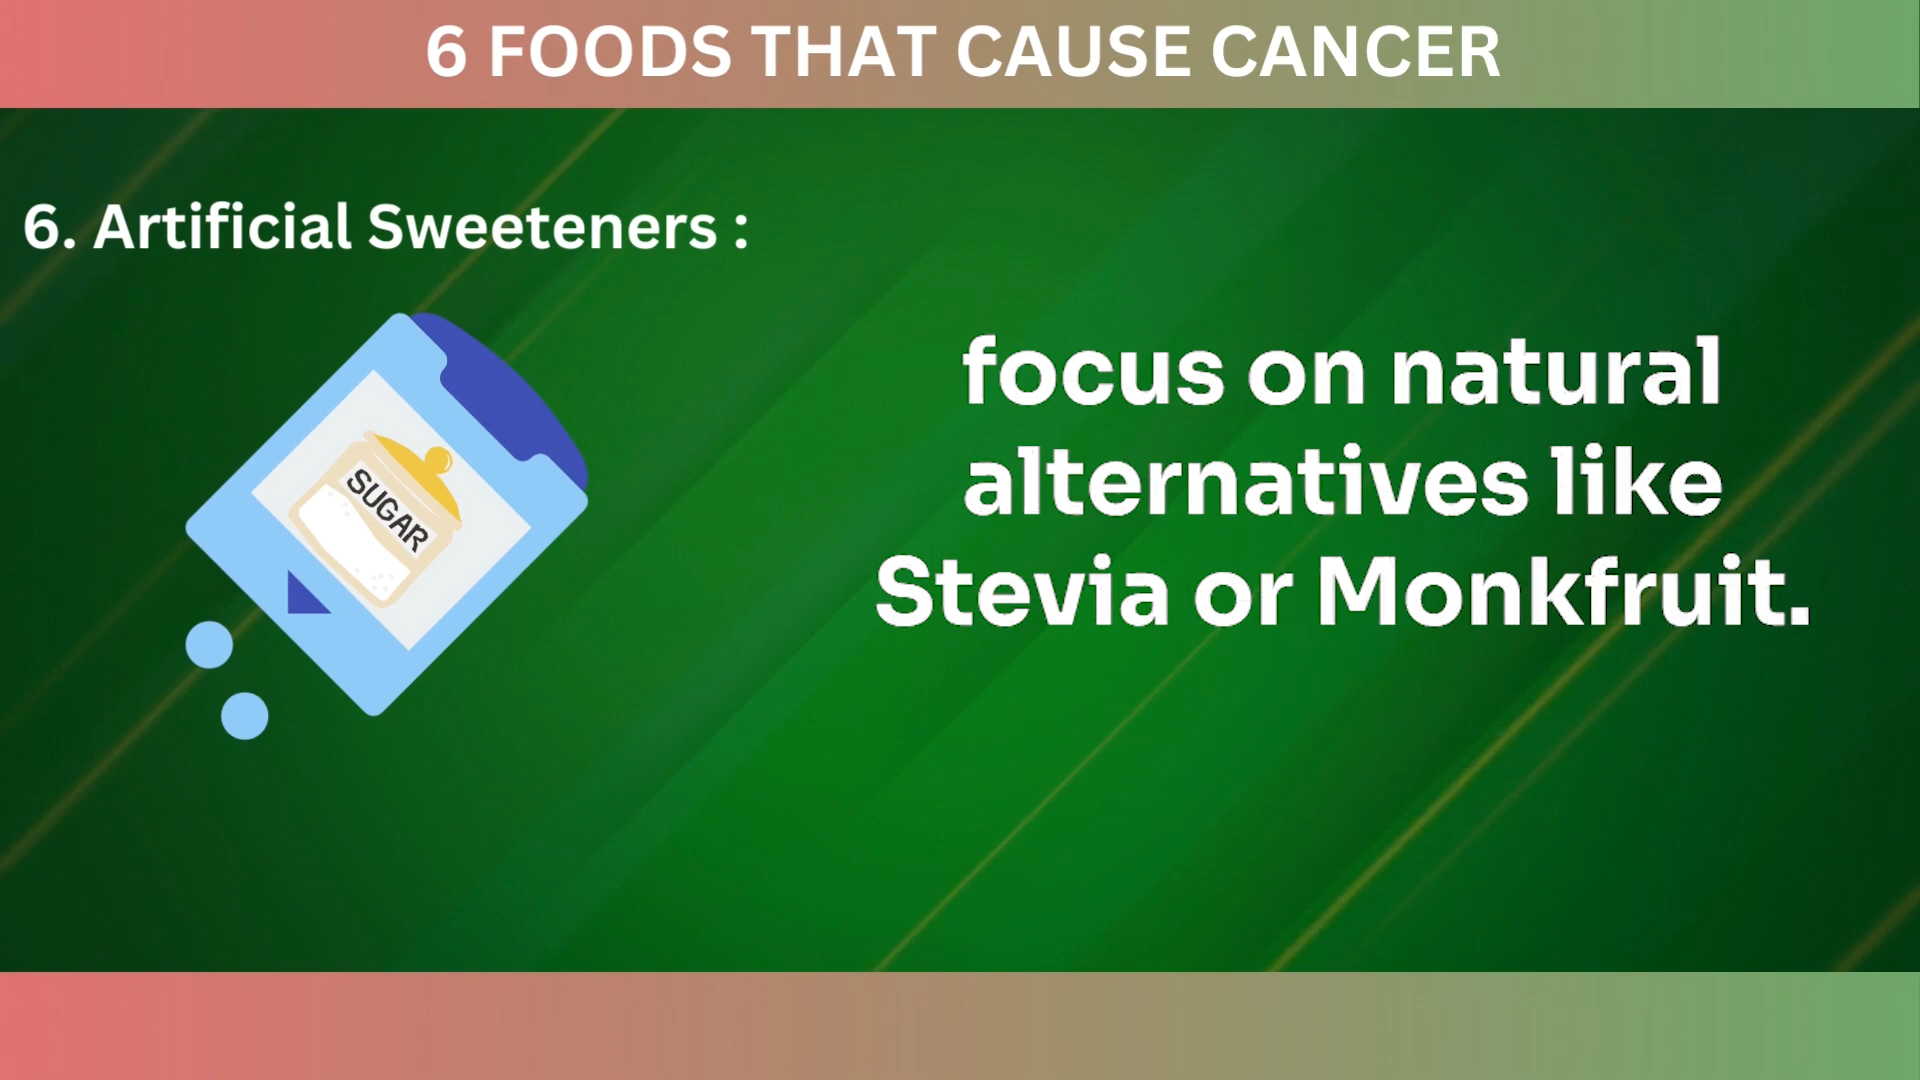 6 FOODS THAT CAUSE CANCER
6. Artificial Sweeteners :
SUGAR
focus on natural
alternatives like
Stevia or Monkfruit.